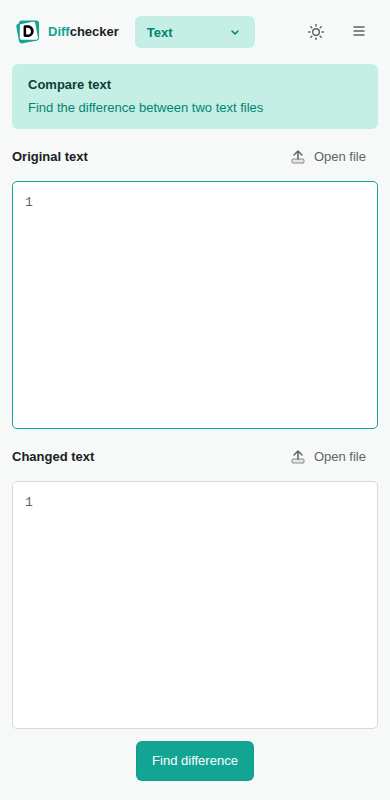 D Diffchecker Text
Compare text
Find the difference between two text files
Original text Open file
1
Changed text Open file
1
Find difference